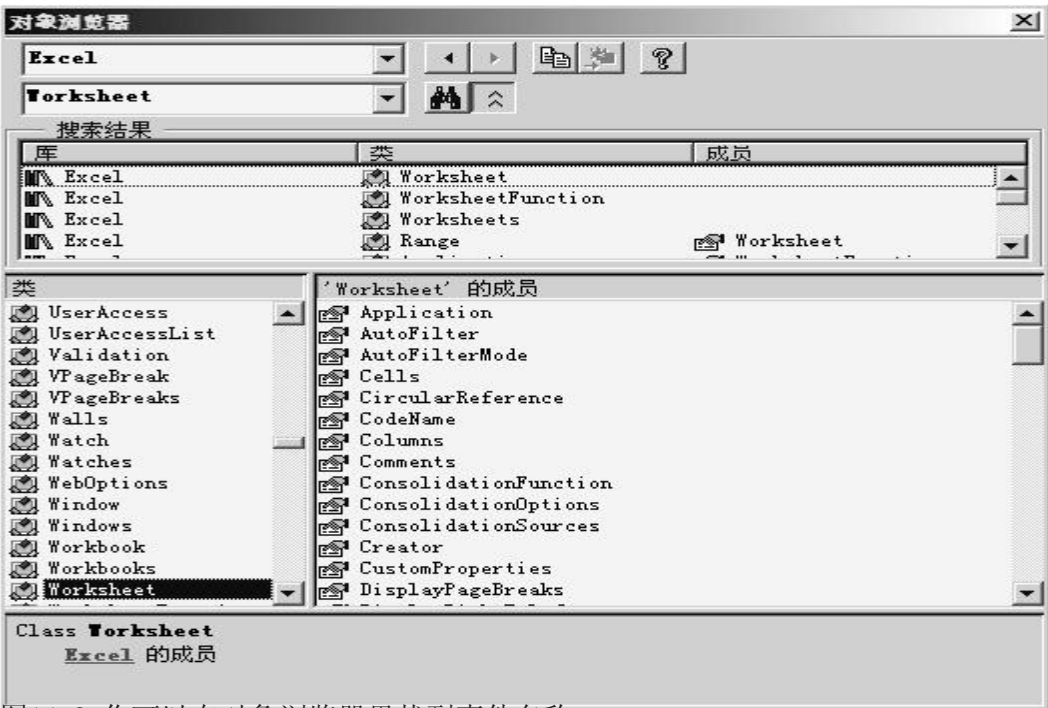 对象浏览器
Excel
Worksheet
搜索结果
库 类 成员
Excel Worksheet
Excel WorksheetFunction
Excel Worksheets
Excel Range Worksheet
类
UserAccess
UserAccessList
Validation
VPageBreak
VPageBreaks
Walls
Watch
Watches
WebOptions
Window
Windows
Workbook
Workbooks
Worksheet
'Worksheet' 的成员
Application
AutoFilter
AutoFilterMode
Cells
CircularReference
CodeName
Columns
Comments
ConsolidationFunction
ConsolidationOptions
ConsolidationSources
Creator
CustomProperties
DisplayPageBreaks
Class Worksheet
Excel 的成员